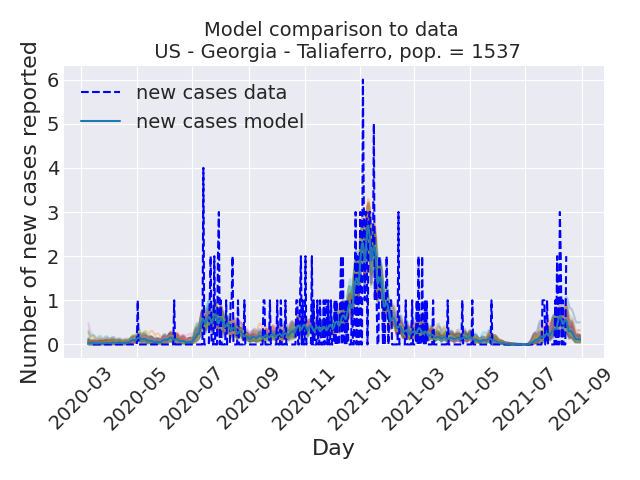 Model comparison to data
US - Georgia - Taliaferro, pop. = 1537
Number of new cases reported
6
5
4
3
2
1
0
new cases data
new cases model
2020-03
2020-05
2020-07
2020-09
2020-11
2021-01
2021-03
2021-05
2021-07
2021-09
Day